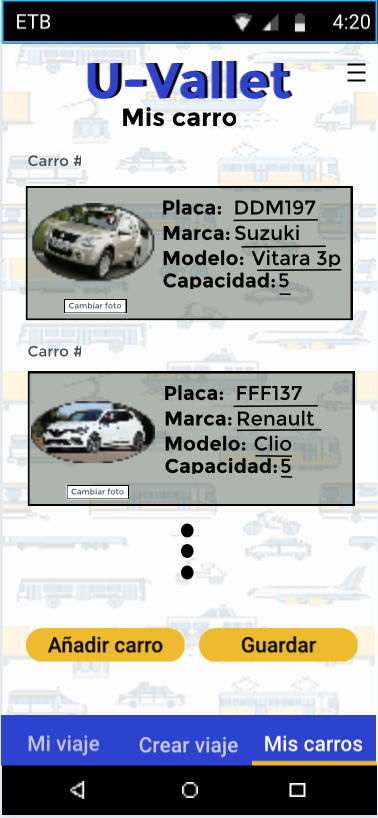 ETB 4:20
U-Vallet
Mis carro
Carro #
Placa: DDM197
Marca: Suzuki
Modelo: Vitara 3p
Capacidad: 5
Cambiar foto
Carro #
Placa: FFF137
Marca: Renault
Modelo: Clio
Capacidad: 5
Cambiar foto
Añadir carro Guardar
Mi viaje Crear viaje Mis carros